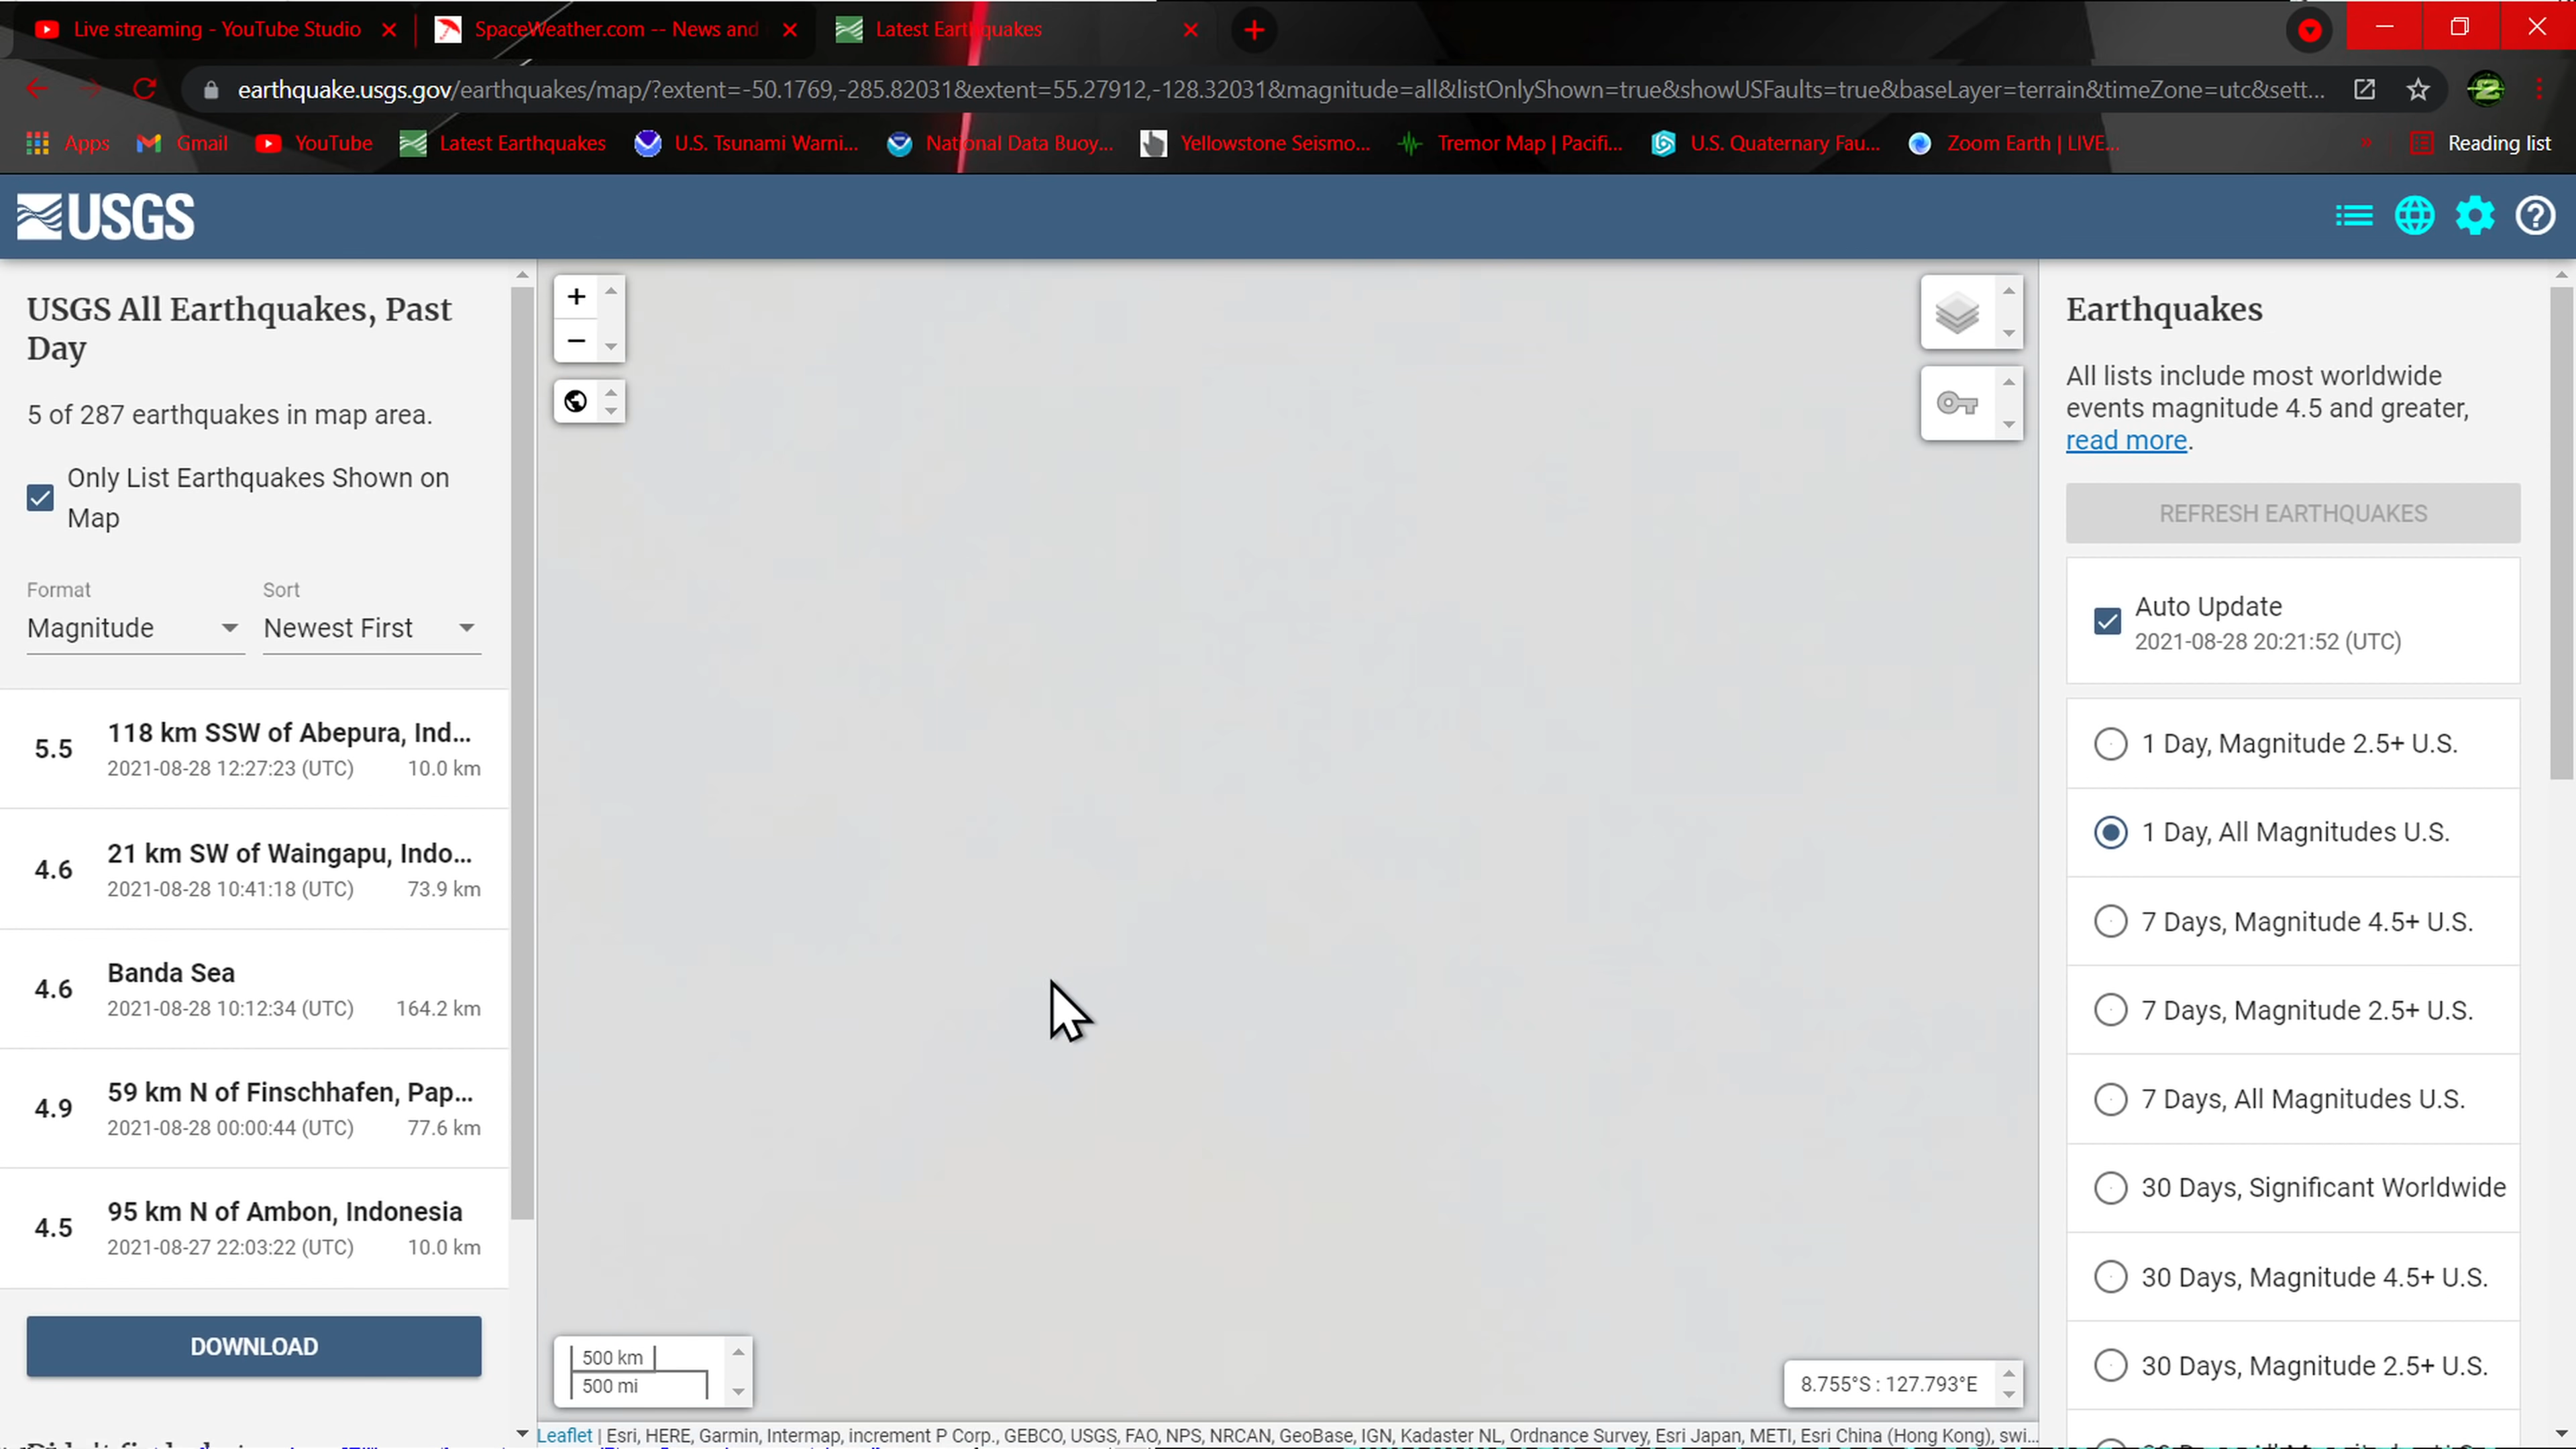 Live streaming - YouTube Studio
SpaceWeather.com -- News and
Latest Earthquakes
earthquake.usgs.gov/earthquakes/map/?extent=-50.1769,-285.82031&extent=55.27912,-128.32031&magnitude=all&listOnlyShown=true&showUSFaults=true&baseLayer=terrain&timeZone=utc&sett...
Apps
Gmail
YouTube
Latest Earthquakes
U.S. Tsunami Warni...
National Data Buoy...
Yellowstone Seismo...
Tremor Map | Pacifi...
U.S. Quaternary Fau...
Zoom Earth | LIVE...
Reading list
USGS
USGS All Earthquakes, Past
Day
5 of 287 earthquakes in map area.
Only List Earthquakes Shown on
Map
Format
Sort
Magnitude
Newest First
5.5
118 km SSW of Abepura, Ind...
2021-08-28 12:27:23 (UTC)
10.0 km
4.6
21 km SW of Waingapu, Indo...
2021-08-28 10:41:18 (UTC)
73.9 km
4.6
Banda Sea
2021-08-28 10:12:34 (UTC)
164.2 km
4.9
59 km N of Finschhafen, Pap...
2021-08-28 00:00:44 (UTC)
77.6 km
4.5
95 km N of Ambon, Indonesia
2021-08-27 22:03:22 (UTC)
10.0 km
DOWNLOAD
+
−
500 km
500 mi
8.755°S : 127.793°E
Leaflet | Esri, HERE, Garmin, Intermap, increment P Corp., GEBCO, USGS, FAO, NPS, NRCAN, GeoBase, IGN, Kadaster NL, Ordnance Survey, Esri Japan, METI, Esri China (Hong Kong), swi...
Earthquakes
All lists include most worldwide
events magnitude 4.5 and greater,
read more.
REFRESH EARTHQUAKES
Auto Update
2021-08-28 20:21:52 (UTC)
1 Day, Magnitude 2.5+ U.S.
1 Day, All Magnitudes U.S.
7 Days, Magnitude 4.5+ U.S.
7 Days, Magnitude 2.5+ U.S.
7 Days, All Magnitudes U.S.
30 Days, Significant Worldwide
30 Days, Magnitude 4.5+ U.S.
30 Days, Magnitude 2.5+ U.S.